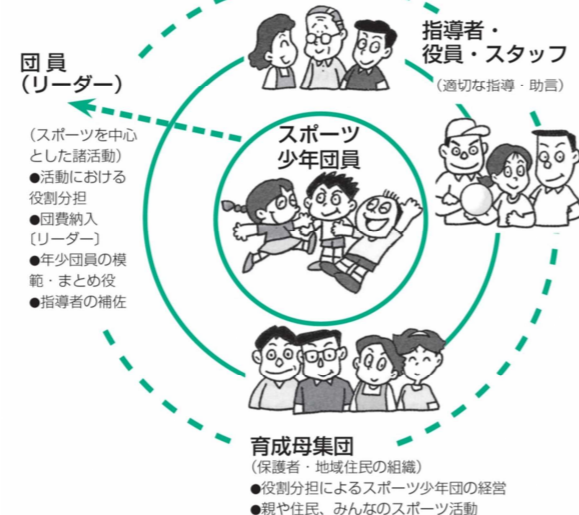 団 員
（リーダー）
（スポーツを中心
とした諸活動）
●活動における
役割分担
●団費納入
〔リーダー〕
●年少団員の模
範・まとめ役
●指導者の補佐
スポーツ
少年団員
指導者・
役員・スタッフ
（適切な指導・助言）
育成母集団
（保護者・地域住民の組織）
●役割分担によるスポーツ少年団の経営
●親や住民、みんなのスポーツ活動